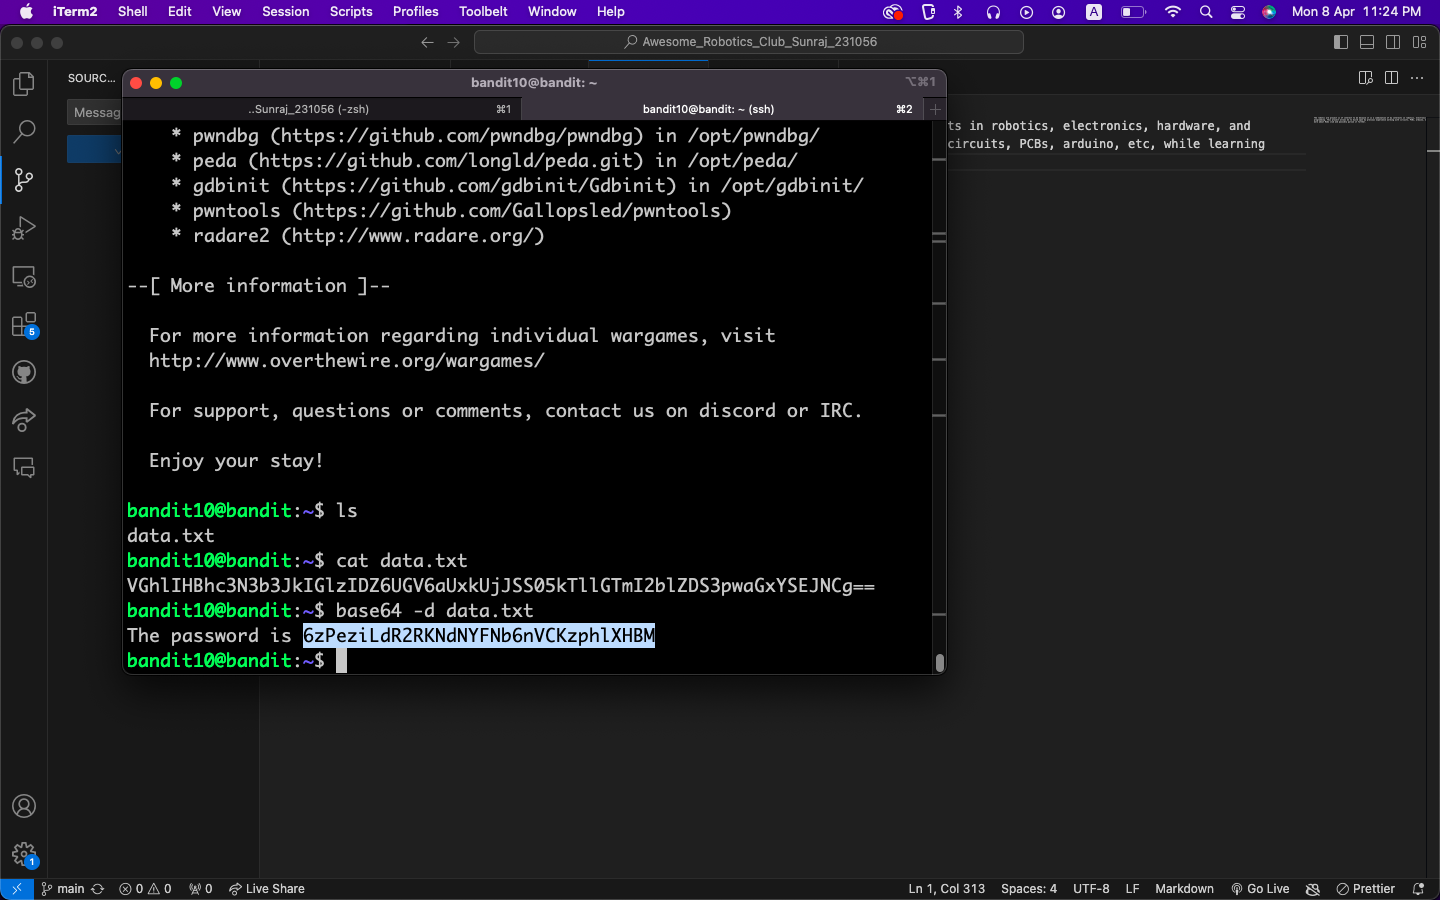 iTerm2 Shell Edit View Session Scripts Profiles Toolbelt Window Help A Mon 8 Apr 11:24 PM
Awesome_Robotics_Club_Sunraj_231056
SOURC...
Messag
bandit10@bandit: ~ ⌥⌘1
..Sunraj_231056 (-zsh) ⌘1 bandit10@bandit: ~ (ssh) ⌘2
ts in robotics, electronics, hardware, and
circuits, PCBs, arduino, etc, while learning
* pwndbg (https://github.com/pwndbg/pwndbg) in /opt/pwndbg/
* peda (https://github.com/longld/peda.git) in /opt/peda/
* gdbinit (https://github.com/gdbinit/Gdbinit) in /opt/gdbinit/
* pwntools (https://github.com/Gallopsled/pwntools)
* radare2 (http://www.radare.org/)
--[ More information ]--
For more information regarding individual wargames, visit
http://www.overthewire.org/wargames/
For support, questions or comments, contact us on discord or IRC.
Enjoy your stay!
bandit10@bandit:~$ ls
data.txt
bandit10@bandit:~$ cat data.txt
VGhlIHBhc3N3b3JkIGlzIDZ6UGV6aUxkUjJSS05kTllGTmI2blZDS3pwaGxYSEJNCg==
bandit10@bandit:~$ base64 -d data.txt
The password is 6zPeziLdR2RKNdNYFNb6nVCKzphlXHBM
bandit10@bandit:~$
5
1
main 0 0 0 Live Share Ln 1, Col 313 Spaces: 4 UTF-8 LF Markdown Go Live Prettier